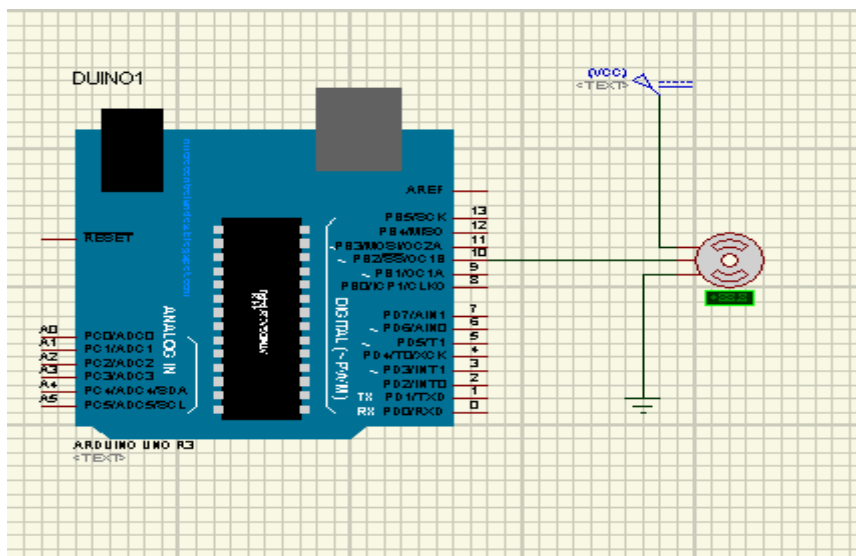 DUINO1
(VCC)
<TEXT>
AREF
RESET
PB5/SCK 13
PB4/MISO 12
~ PB3/MOSI/OC2A 11
~ PB2/SS/OC1B 10
~ PB1/OC1A 9
PB0/ICP1/CLKO 8
PD7/AIN1 7
~ PD6/AIN0 6
~ PD5/T1 5
PD4/T0/XCK 4
~ PD3/INT1 3
PD2/INT0 2
TX PD1/TXD 1
RX PD0/RXD 0
DIGITAL (~PWM)
ANALOG IN
A0 PC0/ADC0
A1 PC1/ADC1
A2 PC2/ADC2
A3 PC3/ADC3
A4 PC4/ADC4/SDA
A5 PC5/ADC5/SCL
ARDUINO UNO R3
<TEXT>